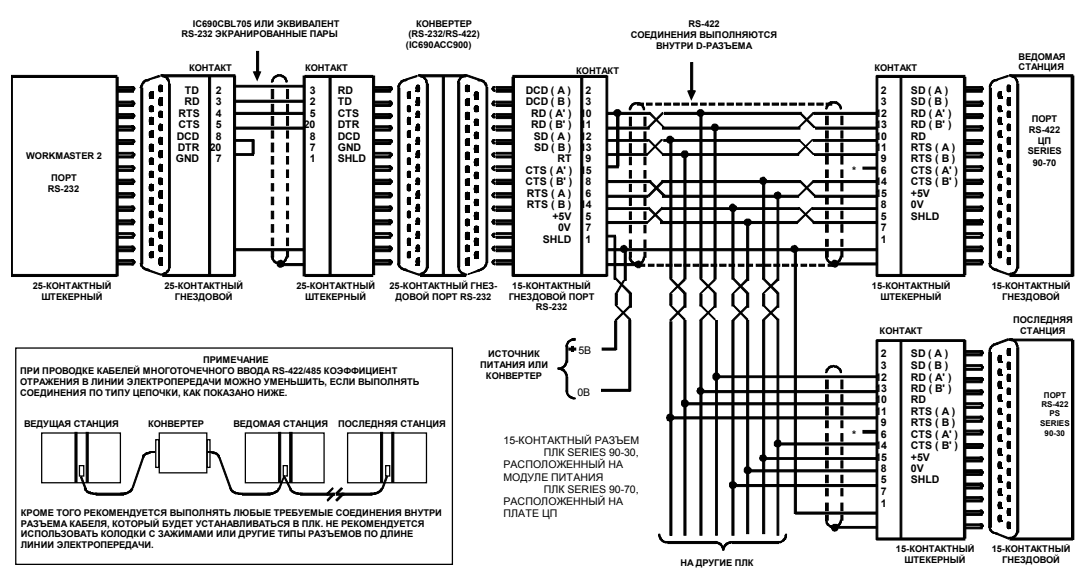 IC690CBL705 ИЛИ ЭКВИВАЛЕНТ
RS-232 ЭКРАНИРОВАННЫЕ ПАРЫ
КОНВЕРТЕР
(RS-232/RS-422)
(IC690ACC900)
RS-422
СОЕДИНЕНИЯ ВЫПОЛНЯЮТСЯ
ВНУТРИ D-РАЗЪЕМА
WORKMASTER 2
ПОРТ
RS-232
КОНТАКТ
TD 2
RD 3
RTS 4
CTS 5
DCD 8
DTR 20
GND 7
КОНТАКТ
3 RD
2 TD
5 CTS
20 DTR
8 DCD
7 GND
1 SHLD
КОНТАКТ
DCD ( A ) 2
DCD ( B ) 3
RD ( A' ) 10
RD ( B' ) 11
SD ( A ) 12
SD ( B ) 13
RT 9
CTS ( A' ) 15
CTS ( B' ) 8
RTS ( A ) 6
RTS ( B ) 14
+5V 5
0V 7
SHLD 1
КОНТАКТ
2 SD ( A )
3 SD ( B )
12 RD ( A' )
13 RD ( B' )
10 RD
11 RTS ( A )
9 RTS ( B )
* 6 CTS ( A' )
14 CTS ( B' )
15 +5V
8 0V
5 SHLD
7
1
ВЕДОМАЯ
СТАНЦИЯ
ПОРТ
RS-422
ЦП
SERIES
90-70
25-КОНТАКТНЫЙ
ШТЕКЕРНЫЙ
25-КОНТАКТНЫЙ
ГНЕЗДОВОЙ
25-КОНТАКТНЫЙ
ШТЕКЕРНЫЙ
25-КОНТАКТНЫЙ ГНЕЗ-
ДОВОЙ ПОРТ RS-232
15-КОНТАКТНЫЙ
ГНЕЗДОВОЙ ПОРТ
RS-232
15-КОНТАКТНЫЙ
ШТЕКЕРНЫЙ
15-КОНТАКТНЫЙ
ГНЕЗДОВОЙ
ИСТОЧНИК
ПИТАНИЯ ИЛИ
КОНВЕРТЕР
+ 5В
0В
ПРИМЕЧАНИЕ
ПРИ ПРОВОДКЕ КАБЕЛЕЙ МНОГОТОЧЕЧНОГО ВВОДА RS-422/485 КОЭФФИЦИЕНТ
ОТРАЖЕНИЯ В ЛИНИИ ЭЛЕКТРОПЕРЕДАЧИ МОЖНО УМЕНЬШИТЬ, ЕСЛИ ВЫПОЛНЯТЬ
СОЕДИНЕНИЯ ПО ТИПУ ЦЕПОЧКИ, КАК ПОКАЗАНО НИЖЕ.
ВЕДУЩАЯ СТАНЦИЯ
КОНВЕРТЕР
ВЕДОМАЯ СТАНЦИЯ
ПОСЛЕДНЯЯ СТАНЦИЯ
КРОМЕ ТОГО РЕКОМЕНДУЕТСЯ ВЫПОЛНЯТЬ ЛЮБЫЕ ТРЕБУЕМЫЕ СОЕДИНЕНИЯ ВНУТРИ
РАЗЪЕМА КАБЕЛЯ, КОТОРЫЙ БУДЕТ УСТАНАВЛИВАТЬСЯ В ПЛК. НЕ РЕКОМЕНДУЕТСЯ
ИСПОЛЬЗОВАТЬ КОЛОДКИ С ЗАЖИМАМИ ИЛИ ДРУГИЕ ТИПЫ РАЗЪЕМОВ ПО ДЛИНЕ
ЛИНИИ ЭЛЕКТРОПЕРЕДАЧИ.
15-КОНТАКТНЫЙ РАЗЪЕМ
ПЛК SERIES 90-30,
РАСПОЛОЖЕННЫЙ НА
МОДУЛЕ ПИТАНИЯ
ПЛК SERIES 90-70,
РАСПОЛОЖЕННЫЙ НА
ПЛАТЕ ЦП
КОНТАКТ
2 SD ( A )
3 SD ( B )
12 RD ( A' )
13 RD ( B' )
10 RD
11 RTS ( A )
9 RTS ( B )
* 6 CTS ( A' )
14 CTS ( B' )
15 +5V
8 0V
5 SHLD
7
1
ПОСЛЕДНЯЯ
СТАНЦИЯ
ПОРТ
RS-422
PS
SERIES
90-30
15-КОНТАКТНЫЙ
ШТЕКЕРНЫЙ
15-КОНТАКТНЫЙ
ГНЕЗДОВОЙ
НА ДРУГИЕ ПЛК